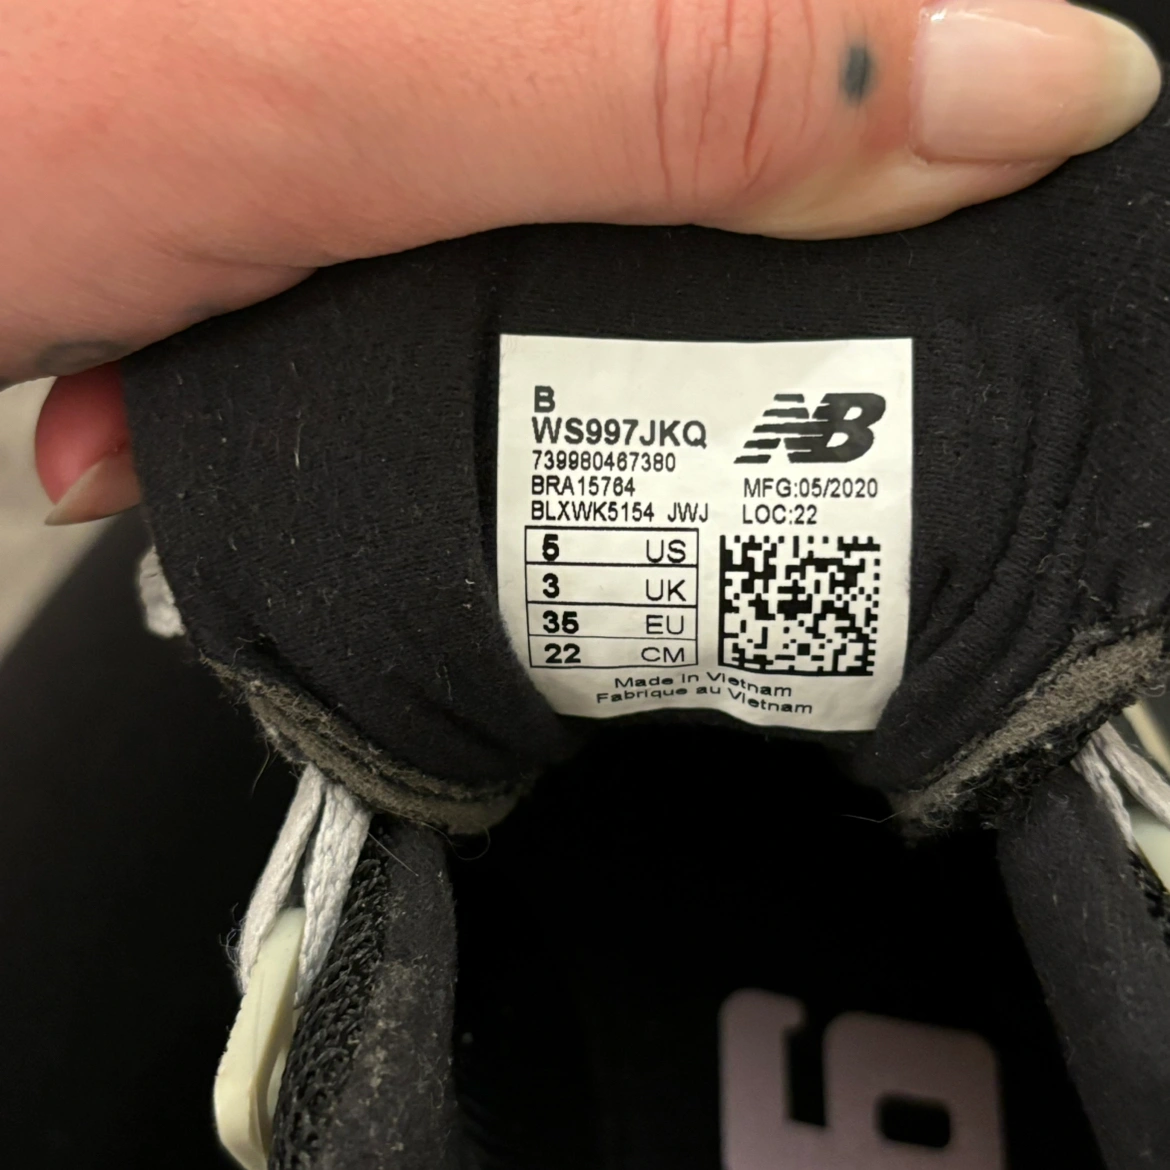 B
WS997JKQ
739980467380
BRA15764
BLXWK5154 JWJ
NB
MFG:05/2020
LOC:22
5 US
3 UK
35 EU
22 CM
Made in Vietnam
Fabriqué au Vietnam